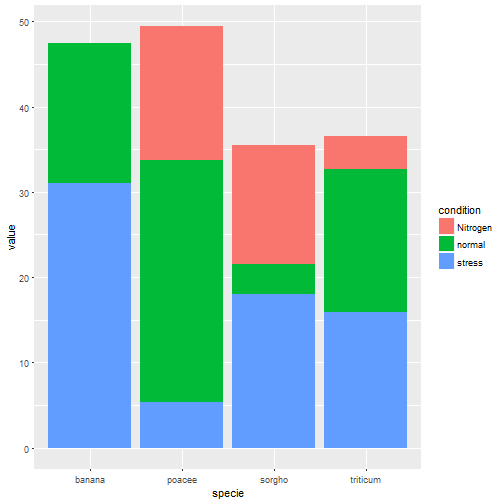 50
40
30
20
10
0
value
banana poacee sorgho triticum
specie
condition
Nitrogen
normal
stress